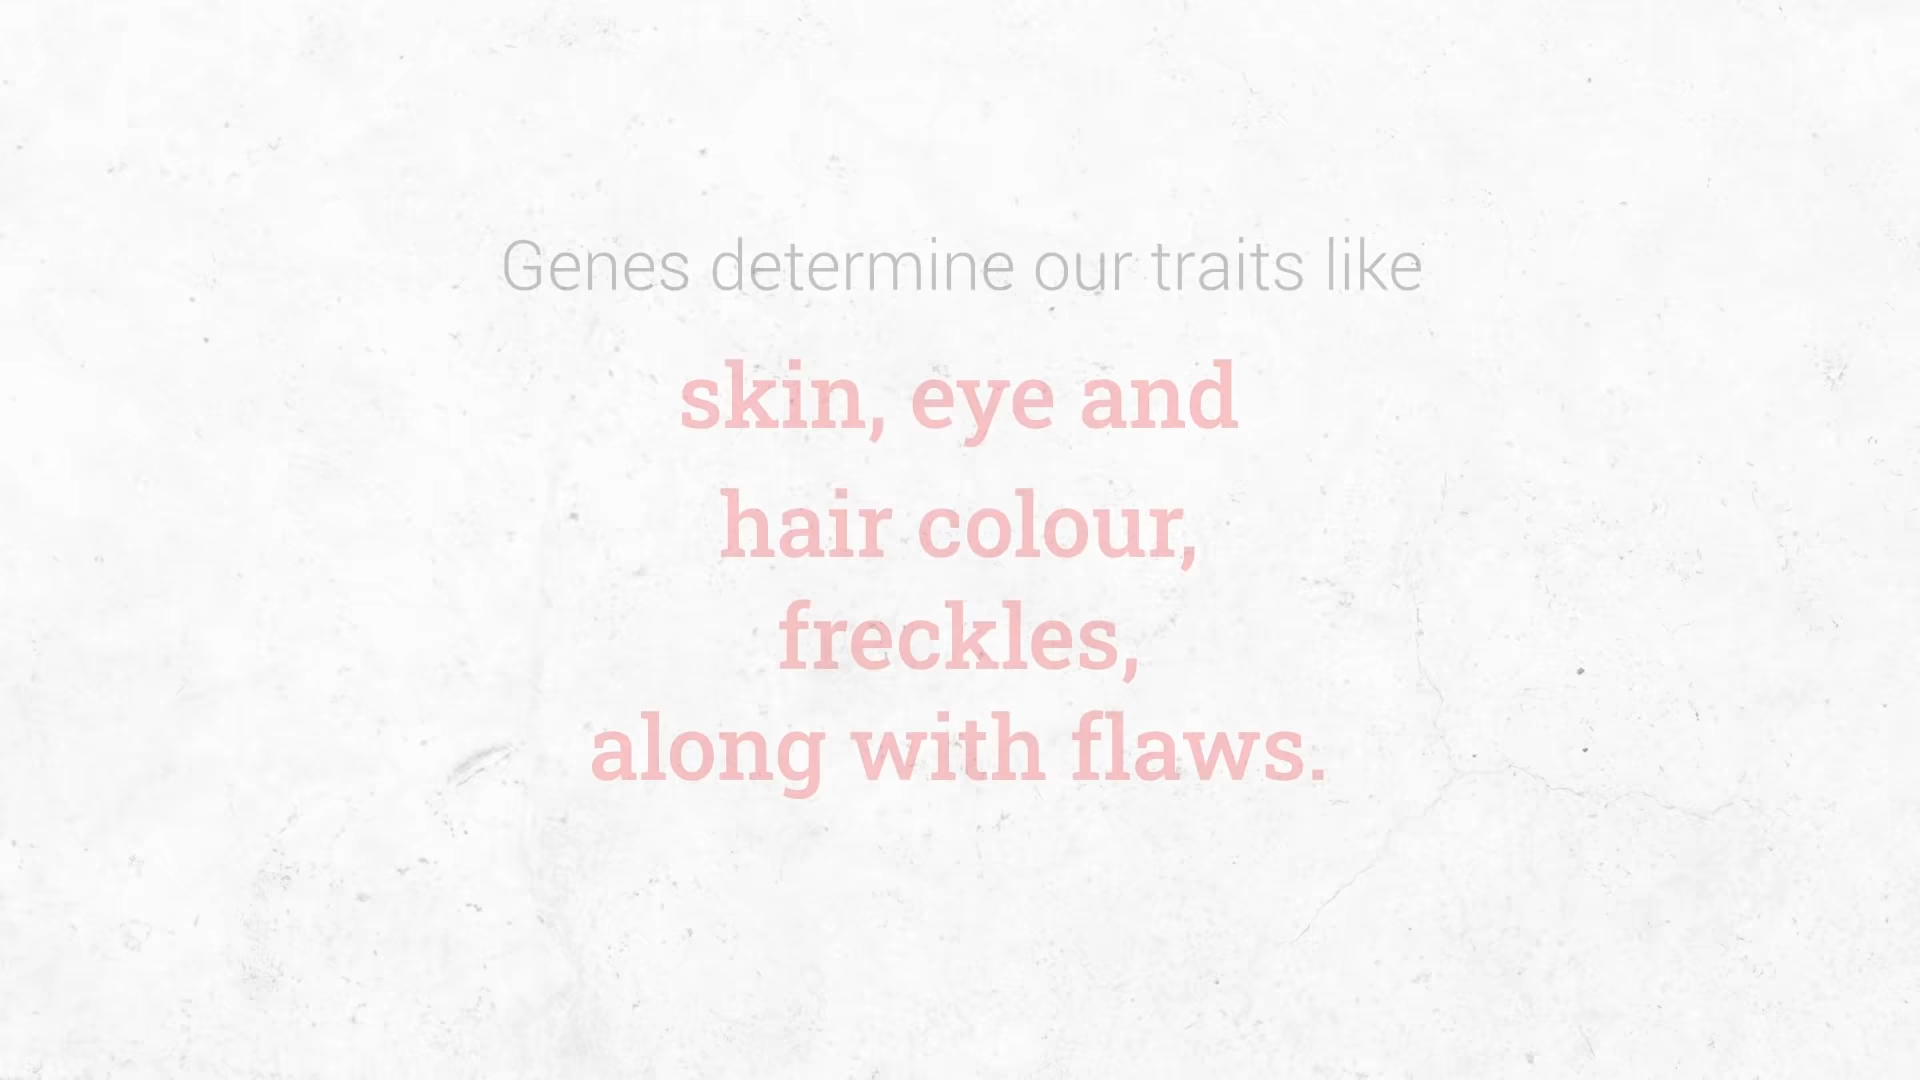 Genes determine our traits like
skin, eye and
hair colour,
freckles,
along with flaws.